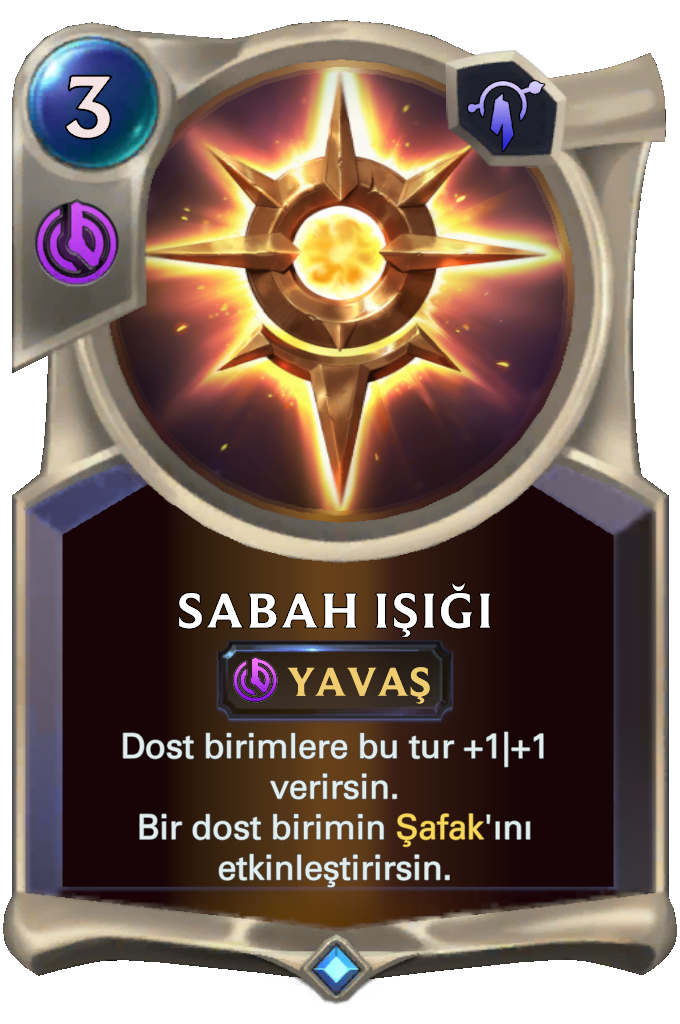 3
SABAH IŞIĞI
YAVAŞ
Dost birimlere bu tur +1|+1
verirsin.
Bir dost birimin Şafak'ını
etkinleştirirsin.